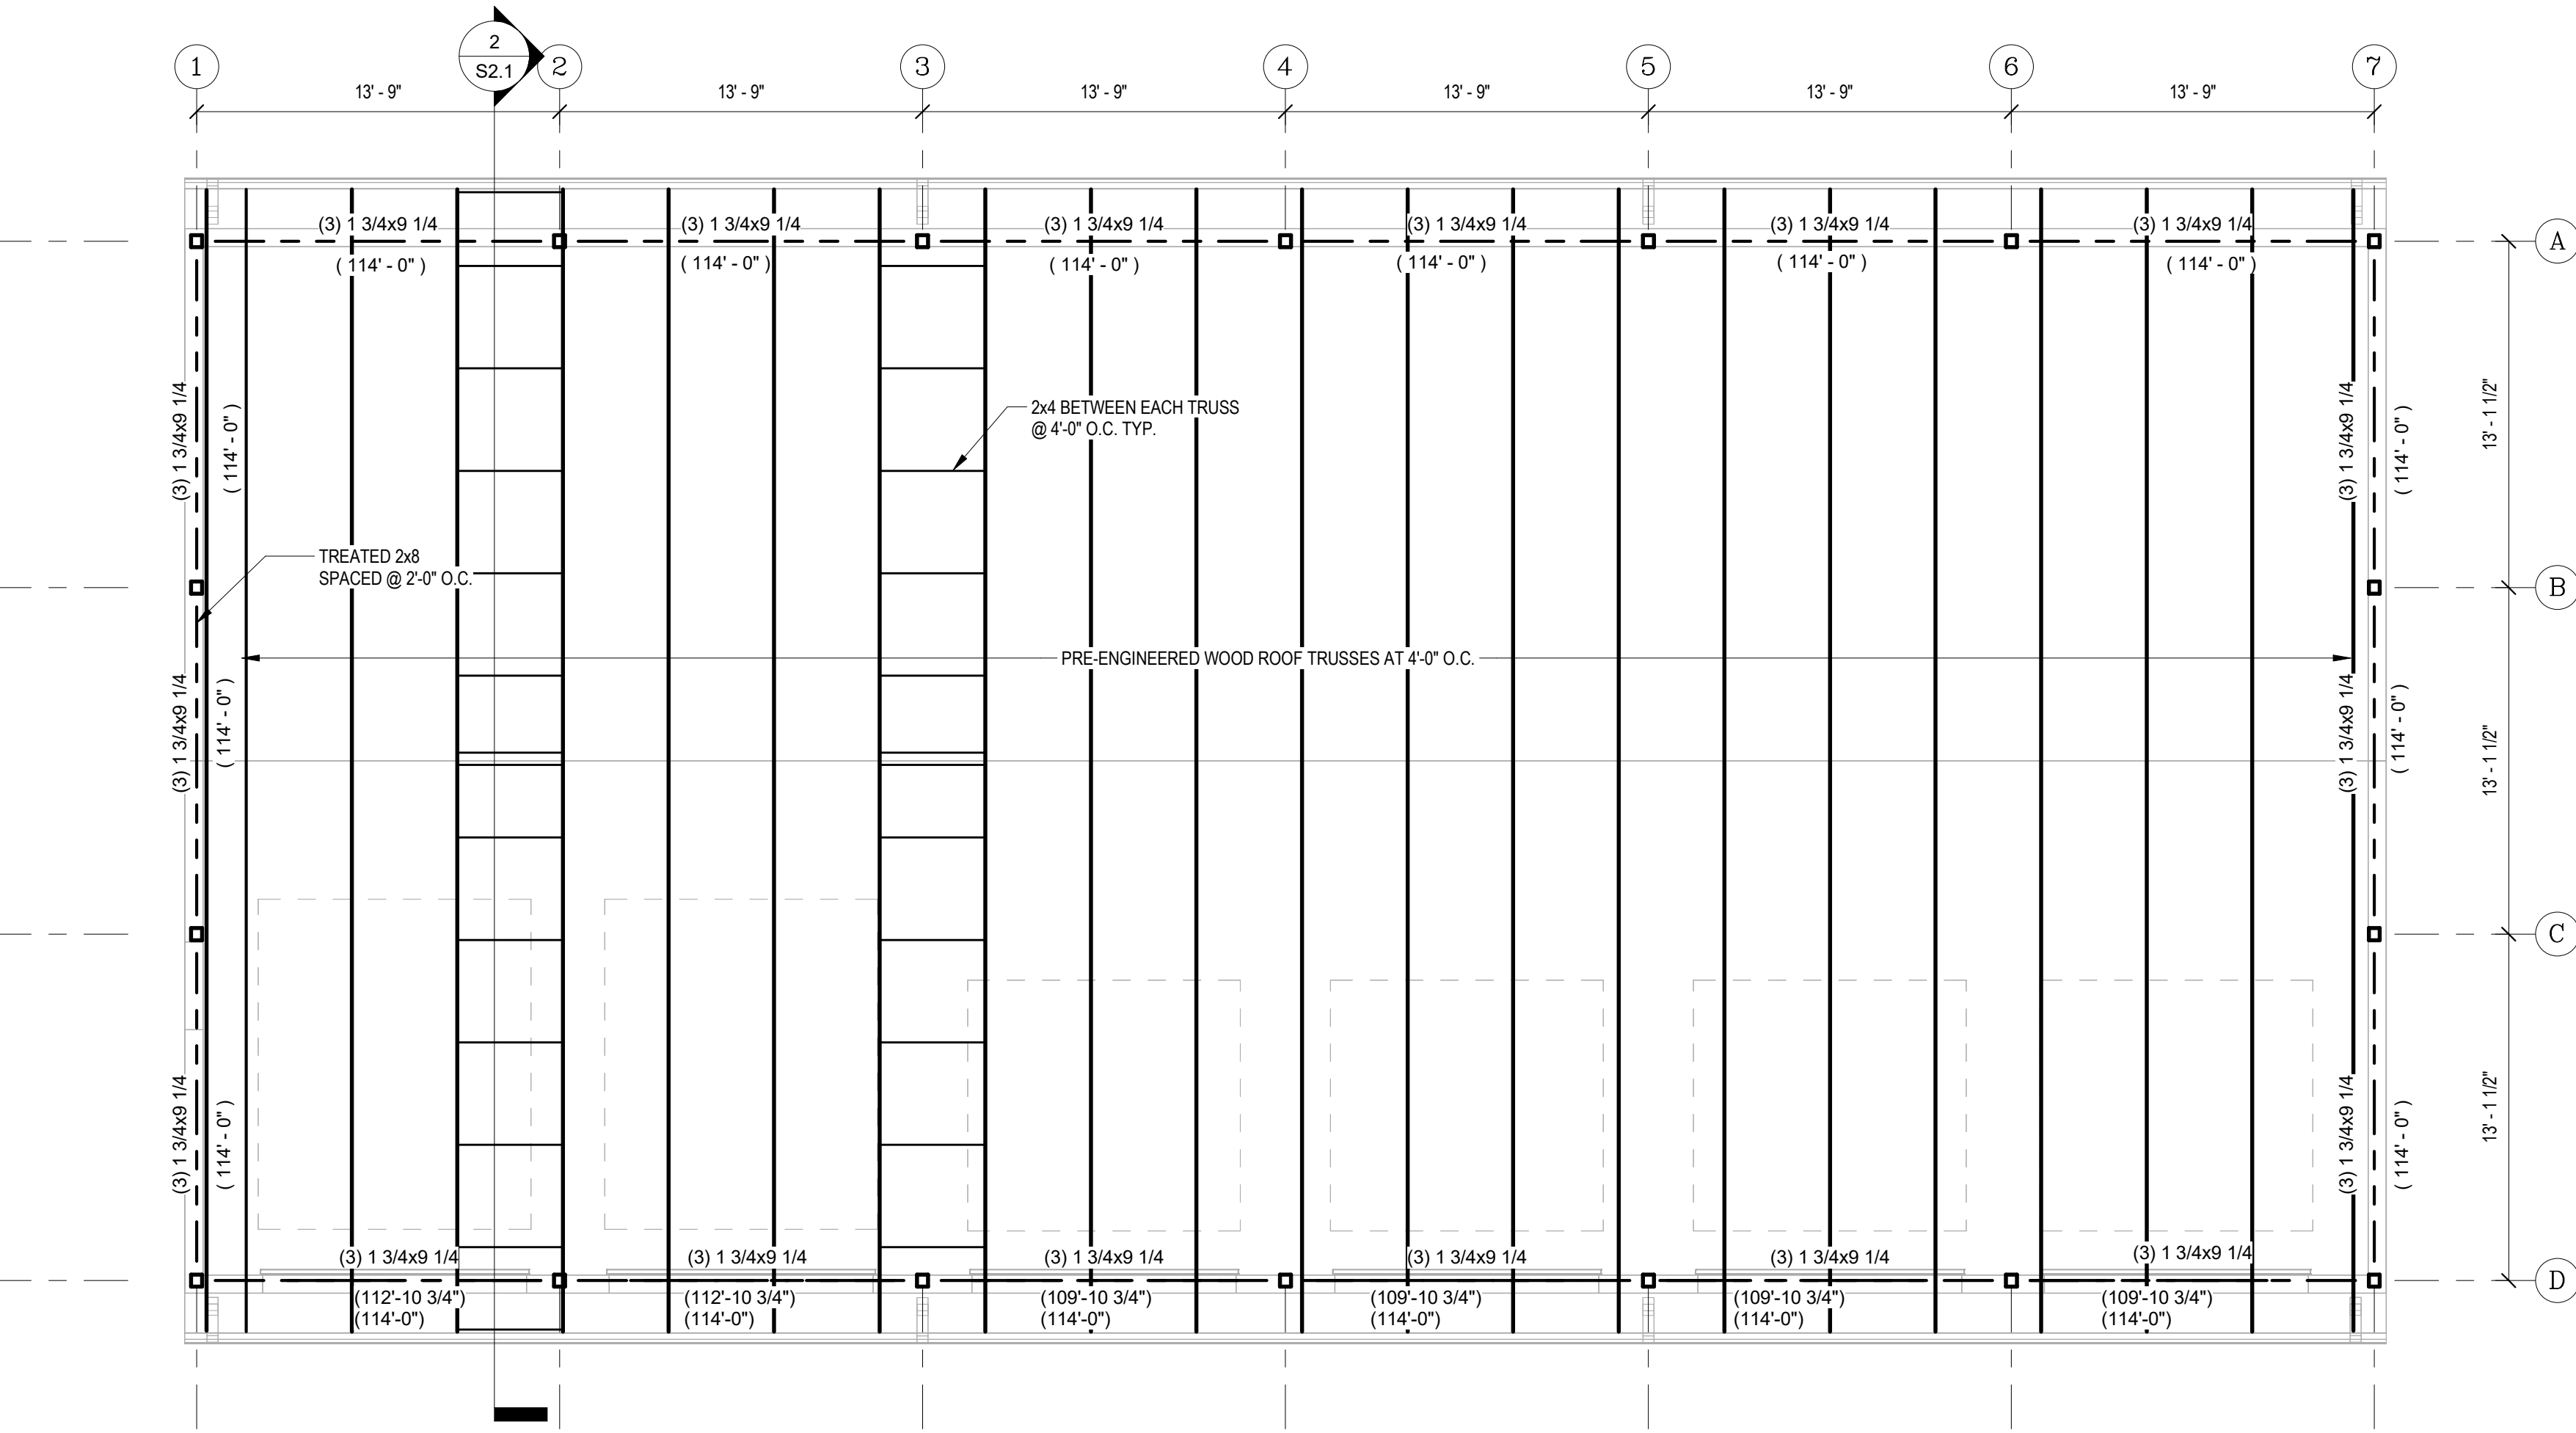 2
S2.1
1
2
3
4
5
6
7
13' - 9"
13' - 9"
13' - 9"
13' - 9"
13' - 9"
13' - 9"
(3) 1 3/4x9 1/4
(3) 1 3/4x9 1/4
(3) 1 3/4x9 1/4
(3) 1 3/4x9 1/4
(3) 1 3/4x9 1/4
(3) 1 3/4x9 1/4
( 114' - 0" )
( 114' - 0" )
( 114' - 0" )
( 114' - 0" )
( 114' - 0" )
( 114' - 0" )
A
(3) 1 3/4x9 1/4
( 114' - 0" )
2x4 BETWEEN EACH TRUSS
@ 4'-0" O.C. TYP.
(3) 1 3/4x9 1/4
( 114' - 0" )
13' - 1 1/2"
TREATED 2x8
SPACED @ 2'-0" O.C.
B
PRE-ENGINEERED WOOD ROOF TRUSSES AT 4'-0" O.C.
(3) 1 3/4x9 1/4
( 114' - 0" )
(3) 1 3/4x9 1/4
( 114' - 0" )
13' - 1 1/2"
C
(3) 1 3/4x9 1/4
( 114' - 0" )
(3) 1 3/4x9 1/4
( 114' - 0" )
13' - 1 1/2"
(3) 1 3/4x9 1/4
(3) 1 3/4x9 1/4
(3) 1 3/4x9 1/4
(3) 1 3/4x9 1/4
(3) 1 3/4x9 1/4
(3) 1 3/4x9 1/4
D
(112'-10 3/4")
(114'-0")
(112'-10 3/4")
(114'-0")
(109'-10 3/4")
(114'-0")
(109'-10 3/4")
(114'-0")
(109'-10 3/4")
(114'-0")
(109'-10 3/4")
(114'-0")